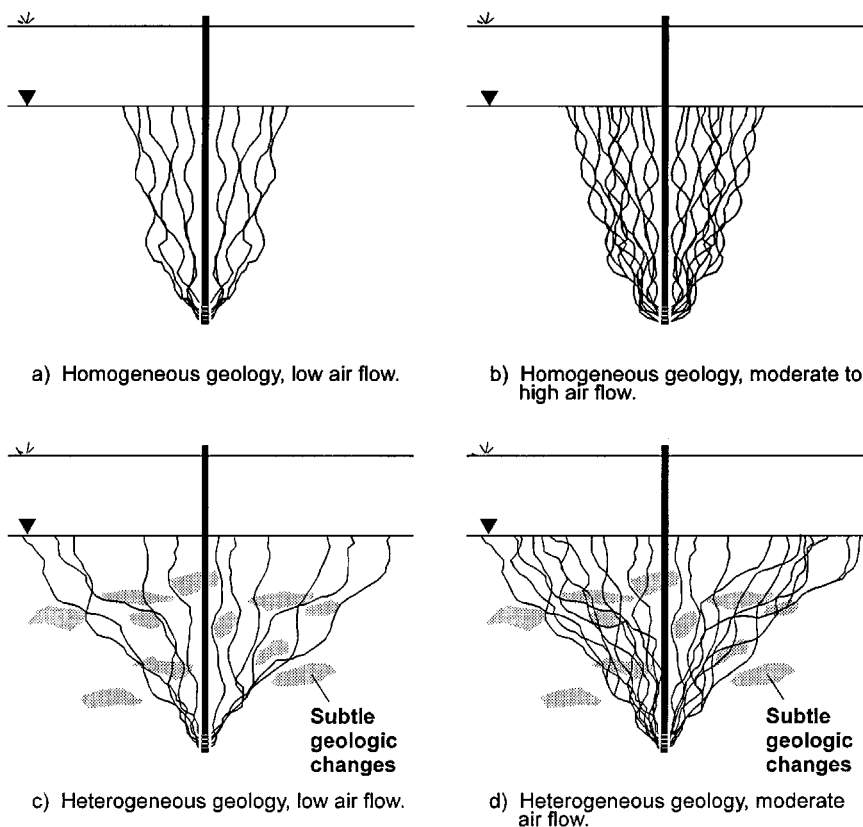 a) Homogeneous geology, low air flow.
b) Homogeneous geology, moderate to
high air flow.
Subtle
geologic
changes
c) Heterogeneous geology, low air flow.
Subtle
geologic
changes
d) Heterogeneous geology, moderate
air flow.